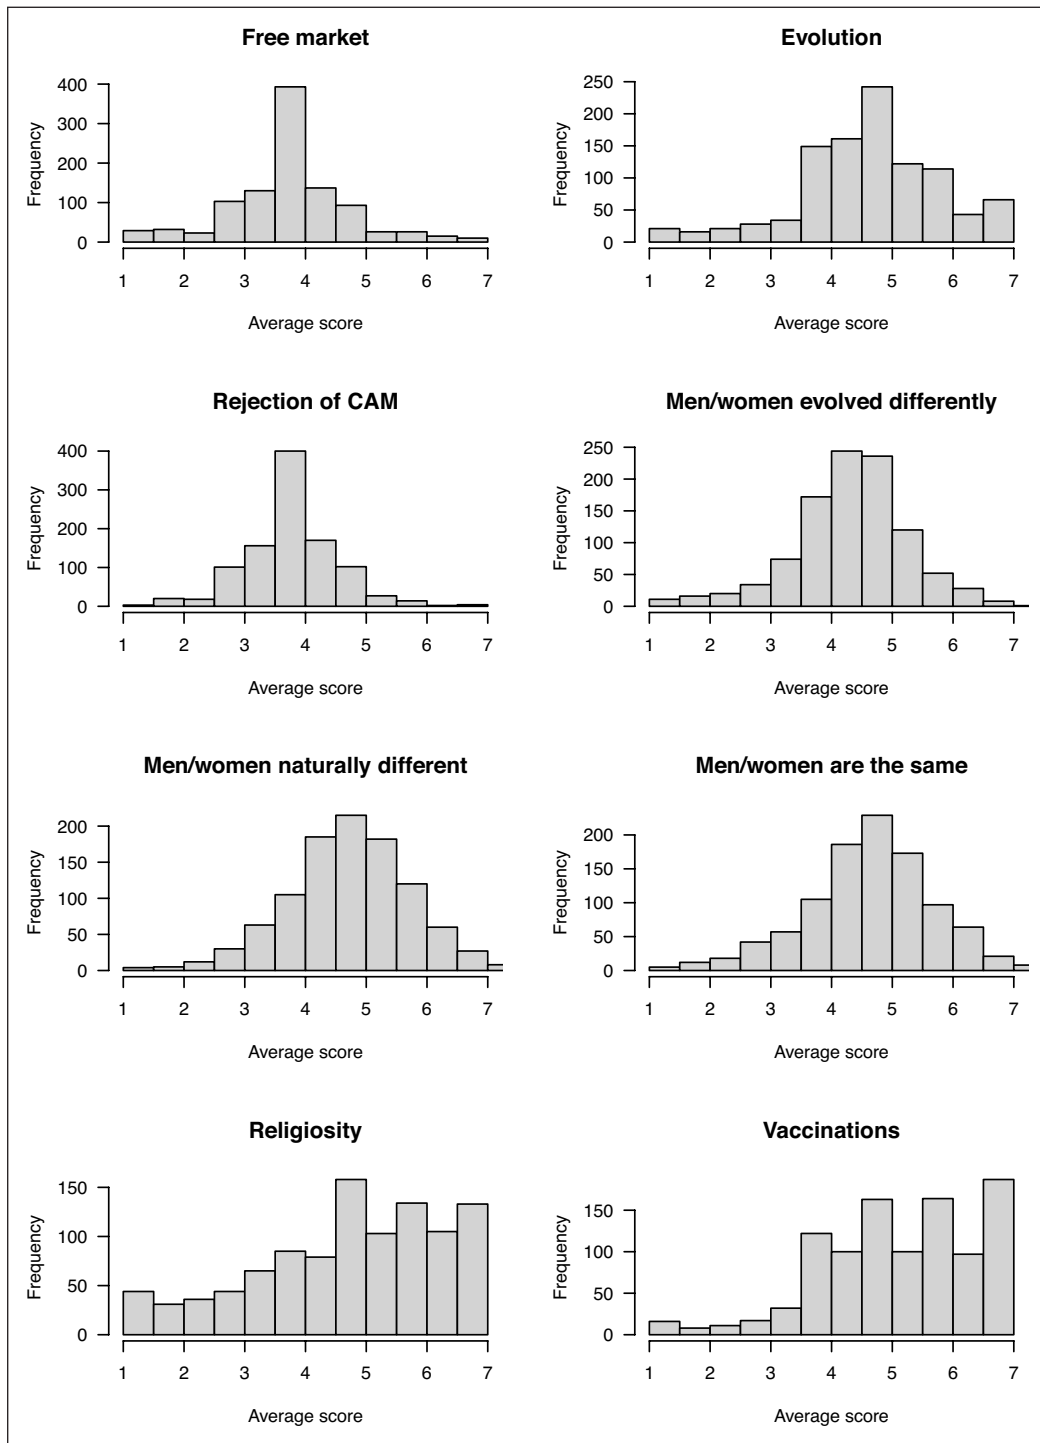 Free market
Frequency
400
300
200
100
0
1 2 3 4 5 6 7
Average score
Evolution
Frequency
250
200
150
100
50
0
1 2 3 4 5 6 7
Average score
Rejection of CAM
Frequency
400
300
200
100
0
1 2 3 4 5 6 7
Average score
Men/women evolved differently
Frequency
250
200
150
100
50
0
1 2 3 4 5 6 7
Average score
Men/women naturally different
Frequency
200
150
100
50
0
1 2 3 4 5 6 7
Average score
Men/women are the same
Frequency
200
150
100
50
0
1 2 3 4 5 6 7
Average score
Religiosity
Frequency
150
100
50
0
1 2 3 4 5 6 7
Average score
Vaccinations
Frequency
150
100
50
0
1 2 3 4 5 6 7
Average score